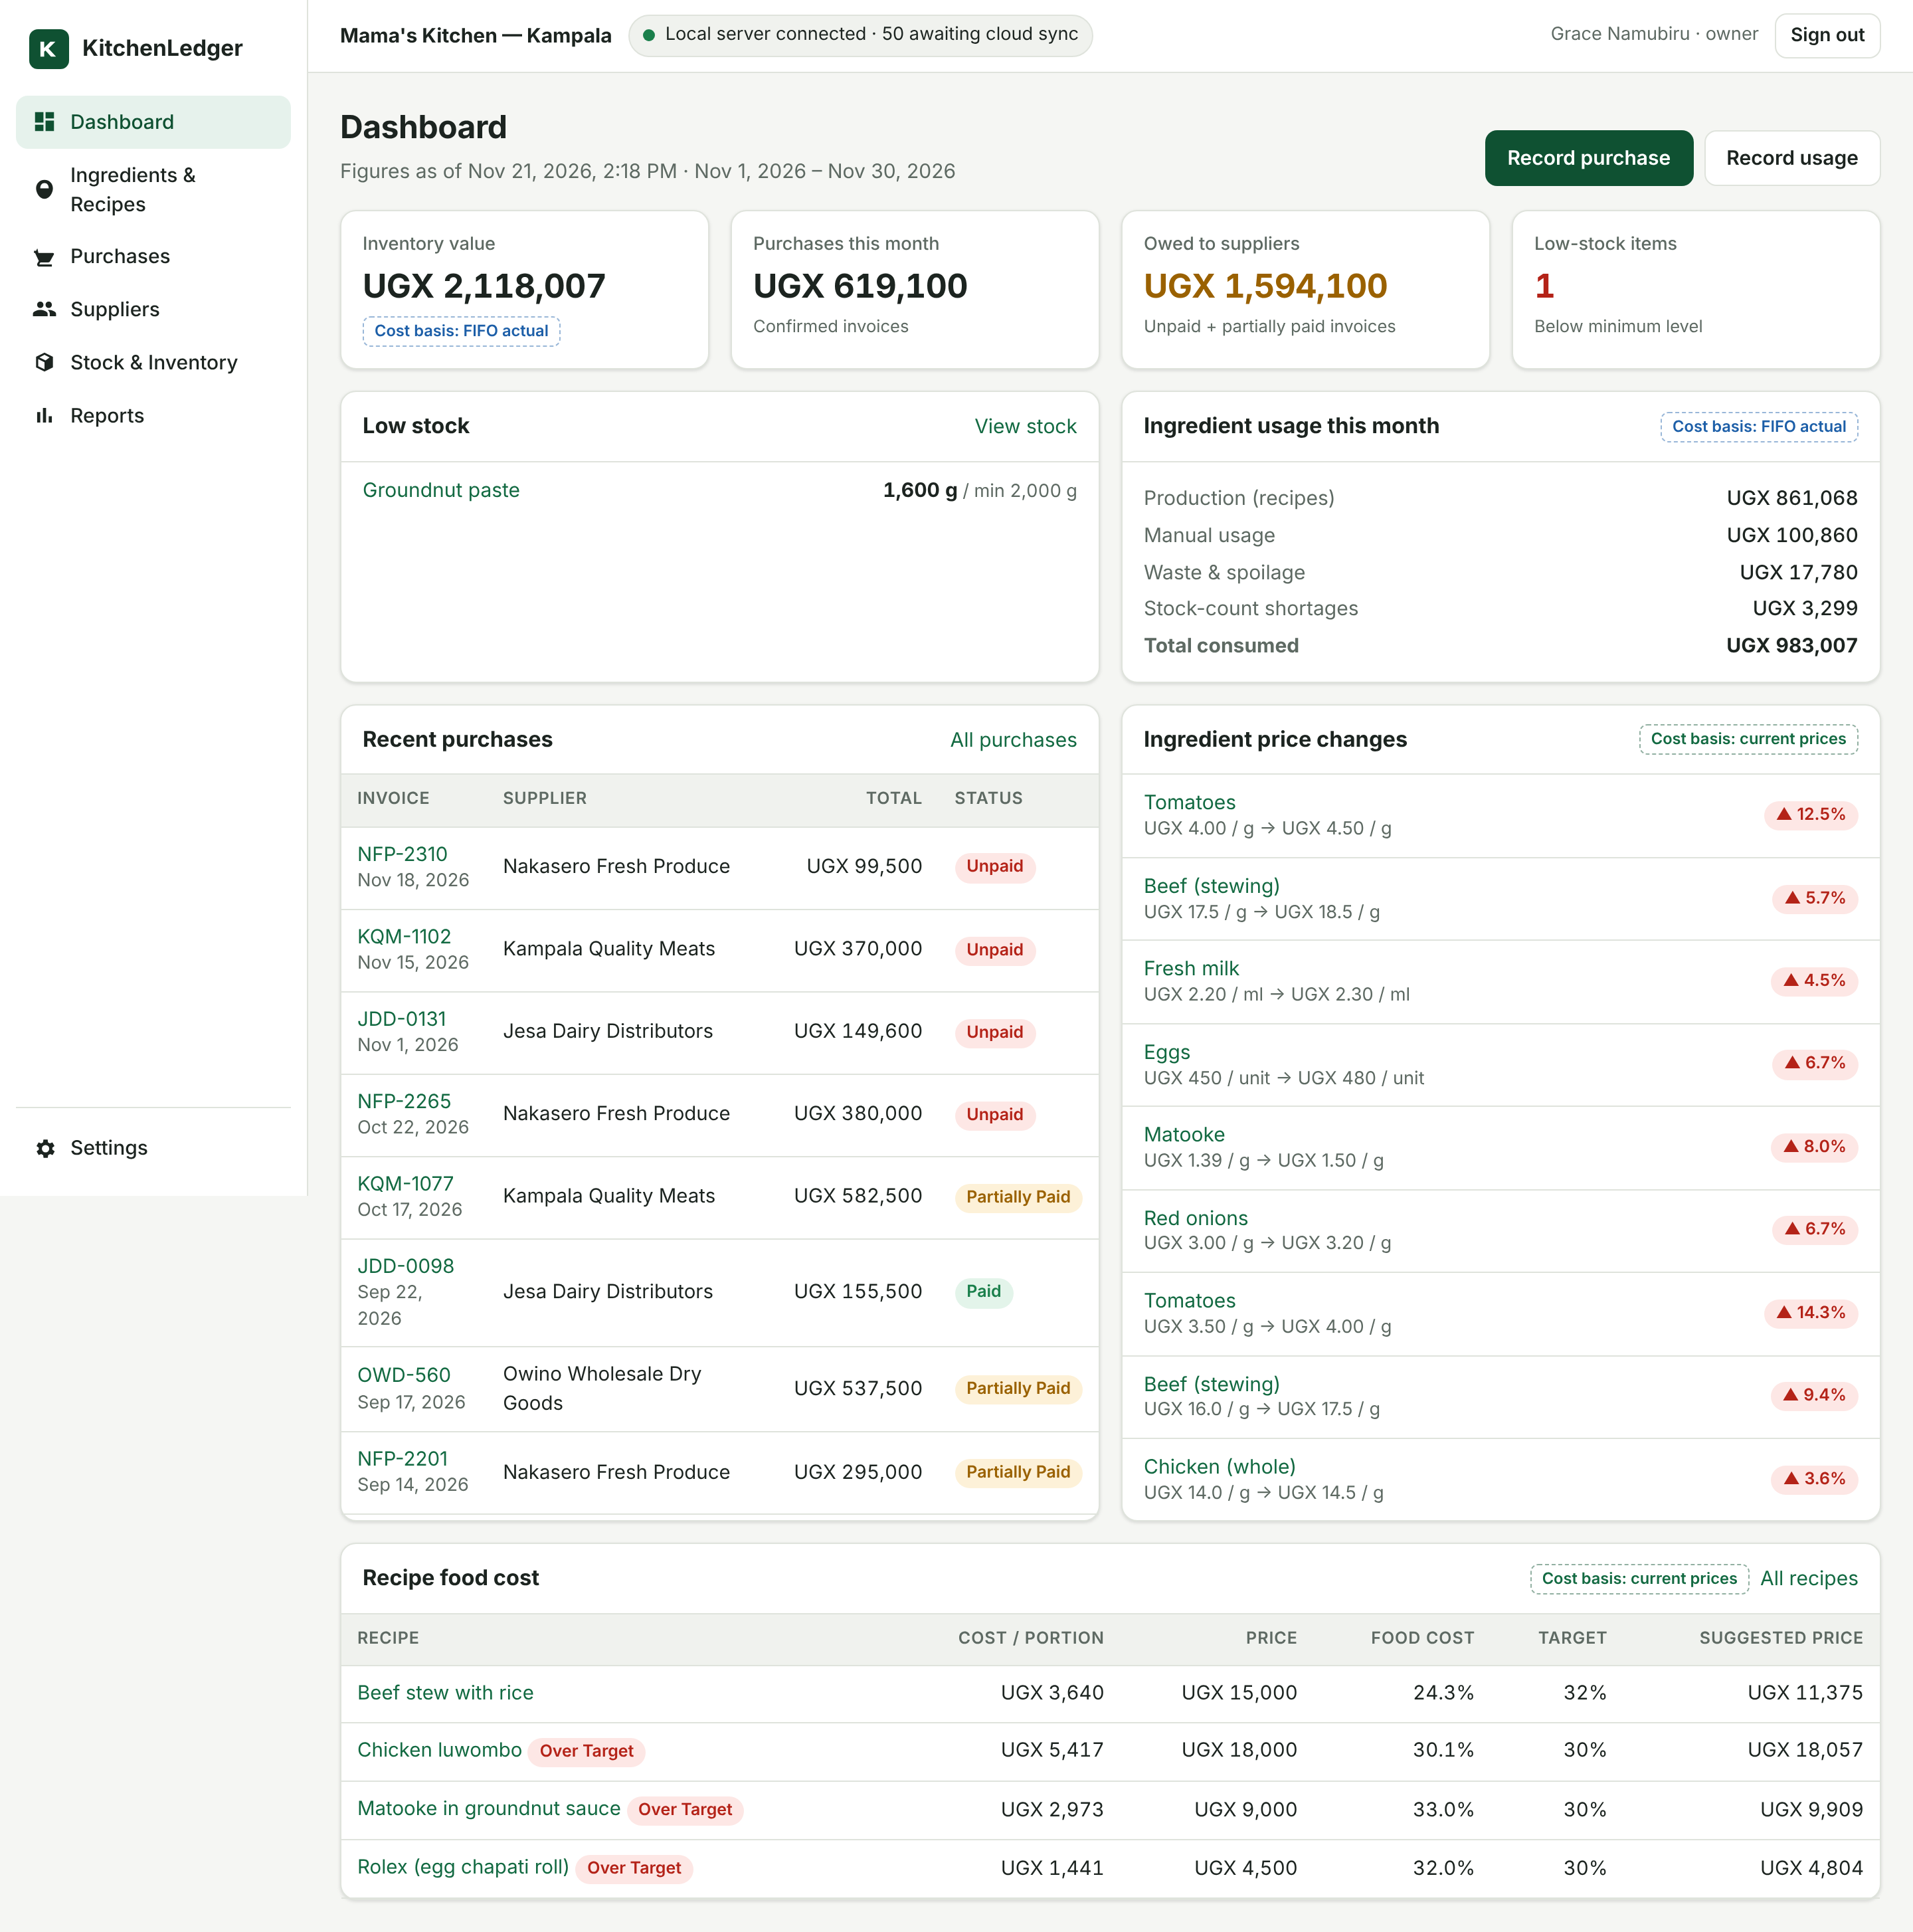 K KitchenLedger
Dashboard
Ingredients &
Recipes
Purchases
Suppliers
Stock & Inventory
Reports
Settings
Mama's Kitchen — Kampala
Local server connected · 50 awaiting cloud sync
Grace Namubiru · owner
Sign out
Dashboard
Figures as of Nov 21, 2026, 2:18 PM · Nov 1, 2026 – Nov 30, 2026
Record purchase
Record usage
Inventory value
UGX 2,118,007
Cost basis: FIFO actual
Purchases this month
UGX 619,100
Confirmed invoices
Owed to suppliers
UGX 1,594,100
Unpaid + partially paid invoices
Low-stock items
1
Below minimum level
Low stock
View stock
Groundnut paste 1,600 g / min 2,000 g
Ingredient usage this month
Cost basis: FIFO actual
Production (recipes) UGX 861,068
Manual usage UGX 100,860
Waste & spoilage UGX 17,780
Stock-count shortages UGX 3,299
Total consumed UGX 983,007
Recent purchases
All purchases
INVOICE SUPPLIER TOTAL STATUS
NFP-2310
Nov 18, 2026
Nakasero Fresh Produce UGX 99,500 Unpaid
KQM-1102
Nov 15, 2026
Kampala Quality Meats UGX 370,000 Unpaid
JDD-0131
Nov 1, 2026
Jesa Dairy Distributors UGX 149,600 Unpaid
NFP-2265
Oct 22, 2026
Nakasero Fresh Produce UGX 380,000 Unpaid
KQM-1077
Oct 17, 2026
Kampala Quality Meats UGX 582,500 Partially Paid
JDD-0098
Sep 22,
2026
Jesa Dairy Distributors UGX 155,500 Paid
OWD-560
Sep 17, 2026
Owino Wholesale Dry
Goods
UGX 537,500 Partially Paid
NFP-2201
Sep 14, 2026
Nakasero Fresh Produce UGX 295,000 Partially Paid
Ingredient price changes
Cost basis: current prices
Tomatoes
UGX 4.00 / g → UGX 4.50 / g
▲ 12.5%
Beef (stewing)
UGX 17.5 / g → UGX 18.5 / g
▲ 5.7%
Fresh milk
UGX 2.20 / ml → UGX 2.30 / ml
▲ 4.5%
Eggs
UGX 450 / unit → UGX 480 / unit
▲ 6.7%
Matooke
UGX 1.39 / g → UGX 1.50 / g
▲ 8.0%
Red onions
UGX 3.00 / g → UGX 3.20 / g
▲ 6.7%
Tomatoes
UGX 3.50 / g → UGX 4.00 / g
▲ 14.3%
Beef (stewing)
UGX 16.0 / g → UGX 17.5 / g
▲ 9.4%
Chicken (whole)
UGX 14.0 / g → UGX 14.5 / g
▲ 3.6%
Recipe food cost
Cost basis: current prices
All recipes
RECIPE COST / PORTION PRICE FOOD COST TARGET SUGGESTED PRICE
Beef stew with rice UGX 3,640 UGX 15,000 24.3% 32% UGX 11,375
Chicken luwombo Over Target UGX 5,417 UGX 18,000 30.1% 30% UGX 18,057
Matooke in groundnut sauce Over Target UGX 2,973 UGX 9,000 33.0% 30% UGX 9,909
Rolex (egg chapati roll) Over Target UGX 1,441 UGX 4,500 32.0% 30% UGX 4,804